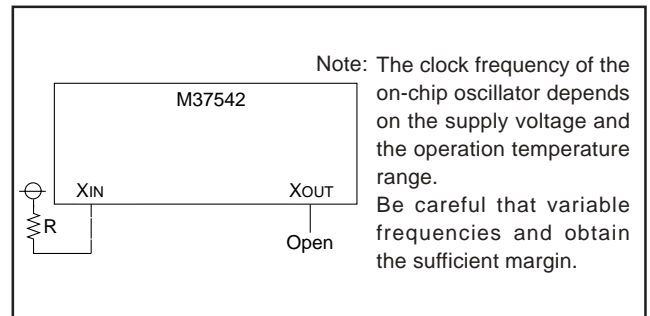 Note: The clock frequency of the
on-chip oscillator depends
on the supply voltage and
the operation temperature
range.
Be careful that variable
frequencies and obtain
the sufficient margin.
M37542
XIN
XOUT
R
Open